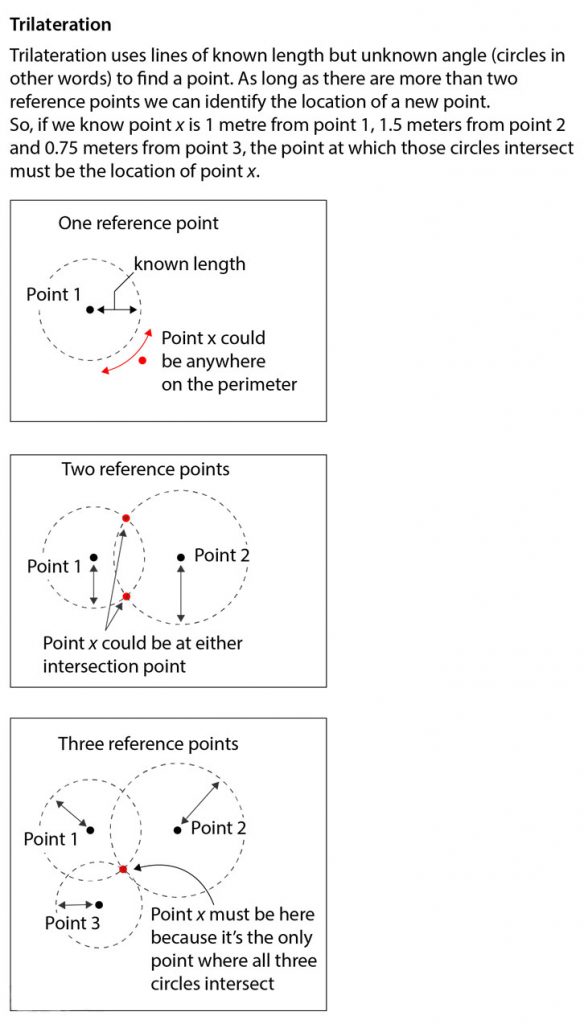 Trilateration
Trilateration uses lines of known length but unknown angle (circles in
other words) to find a point. As long as there are more than two
reference points we can identify the location of a new point.
So, if we know point x is 1 metre from point 1, 1.5 meters from point 2
and 0.75 meters from point 3, the point at which those circles intersect
must be the location of point x.
One reference point
known length
Point 1
Point x could
be anywhere
on the perimeter
Two reference points
Point 1
Point 2
Point x could be at either
intersection point
Three reference points
Point 1
Point 2
Point 3
Point x must be here
because it's the only
point where all three
circles intersect